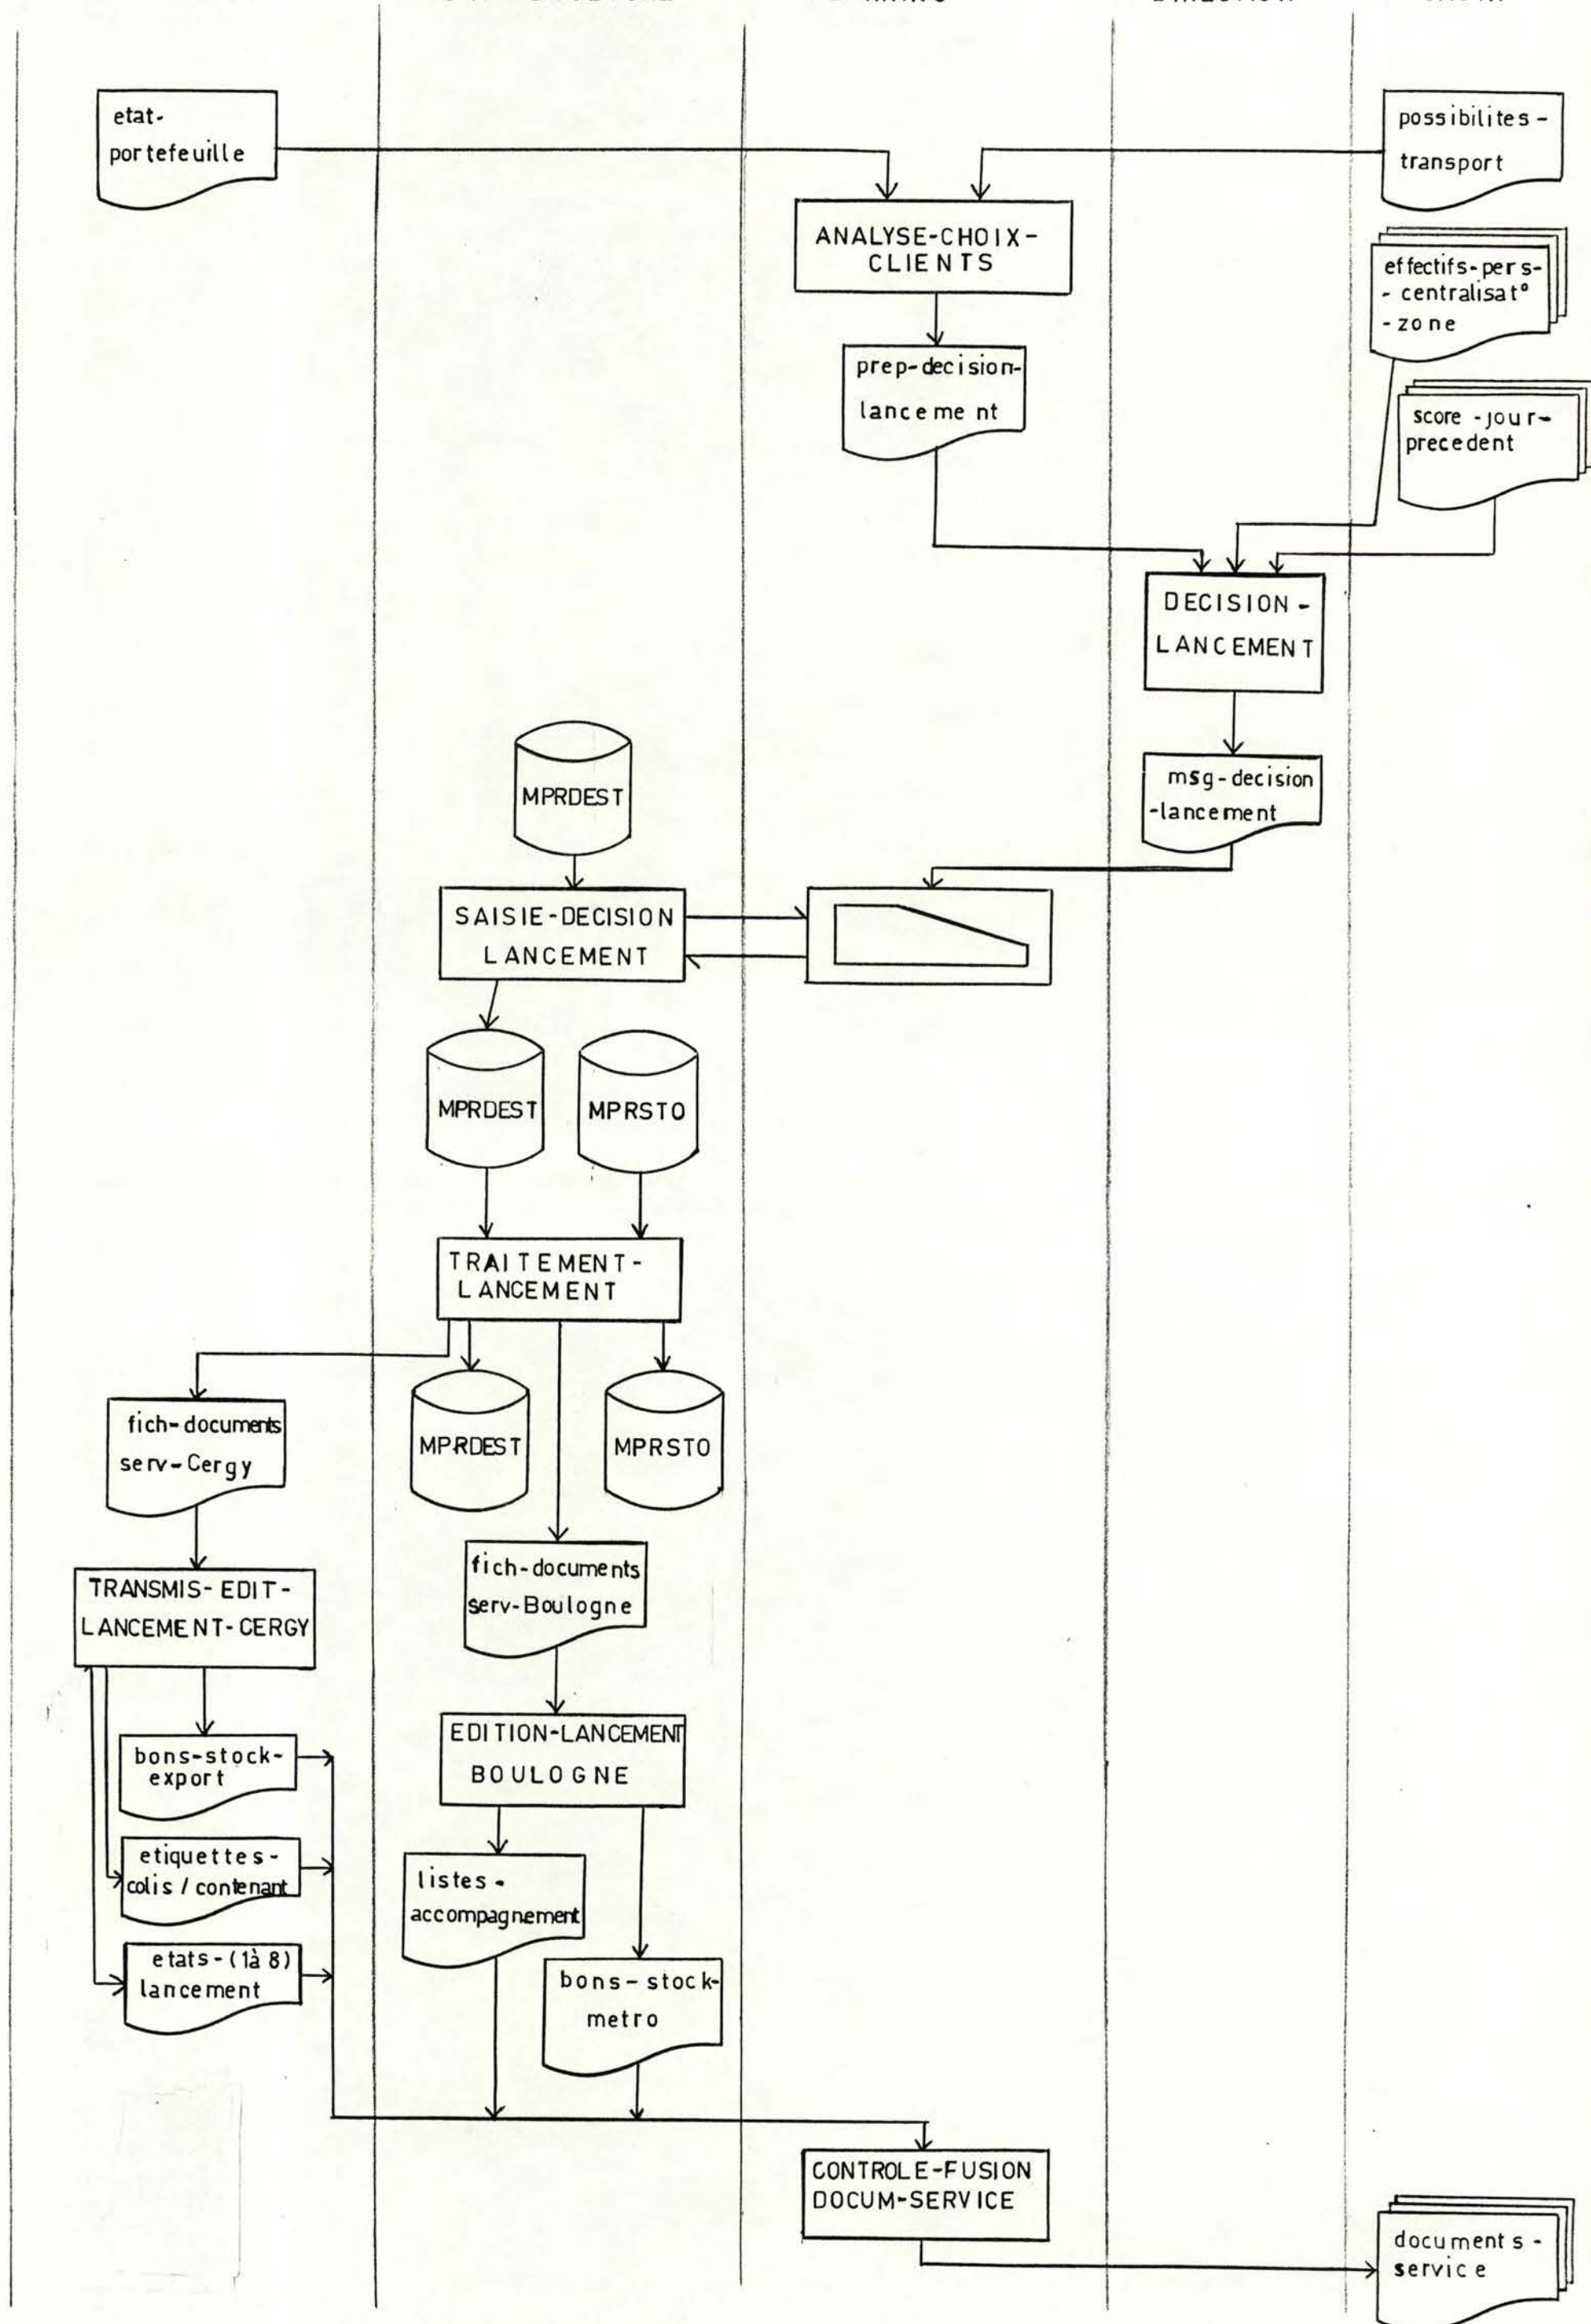 DIRECTION
etat-
portefeuille
possibilites-
transport
ANALYSE-CHOIX-
CLIENTS
effectifs-pers-
- centralisat°
- zone
prep-decision-
lancement
score -jour-
precedent
DECISION -
LANCEMENT
MPRDEST
msg-decision
-lancement
SAISIE-DECISION
LANCEMENT
MPRDEST
MPRSTO
TRAITEMENT-
LANCEMENT
fich-documents
serv-Cergy
MPRDEST
MPRSTO
fich-documents
serv-Boulogne
TRANSMIS-EDIT-
LANCEMENT-CERGY
EDITION-LANCEMENT
BOULOGNE
bons-stock-
export
etiquettes-
colis / contenant
listes-
accompagnement
etats-(1à 8)
lancement
bons-stock-
metro
CONTROLE-FUSION
DOCUM-SERVICE
documents-
service